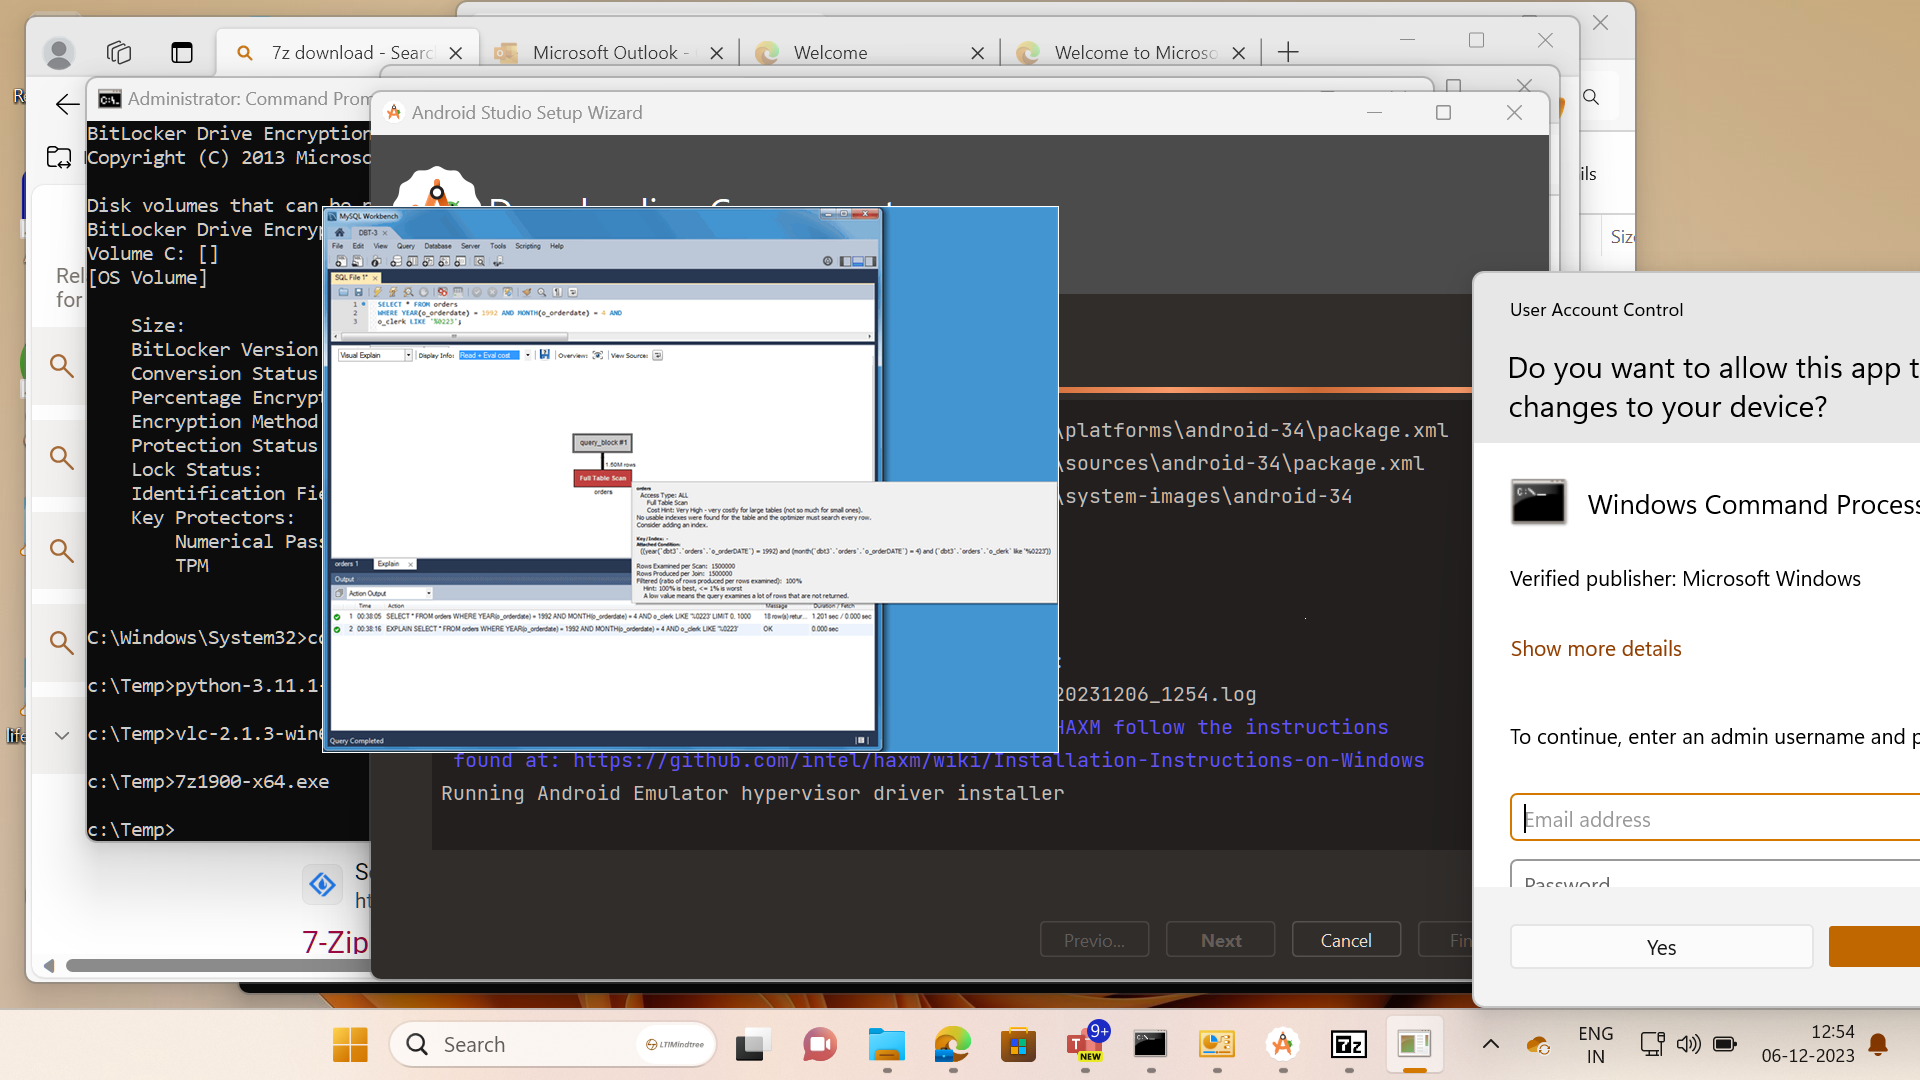 7z download - Searc
Microsoft Outlook -
Welcome
Welcome to Microso
Administrator: Command Prom
Android Studio Setup Wizard
BitLocker Drive Encryption
Copyright (C) 2013 Microso
Disk volumes that can be
BitLocker Drive Encryp
Volume C: []
[OS Volume]
Size:
BitLocker Version
Conversion Status
Percentage Encrypt
Encryption Method
Protection Status
Lock Status:
Identification Fie
Key Protectors:
Numerical Pass
TPM
C:\Windows\System32>co
c:\Temp>python-3.11.1-
c:\Temp>vlc-2.1.3-win6
c:\Temp>7z1900-x64.exe
c:\Temp>
Rel
for
ils
Size
life
7-Zip
MySQL Workbench
DBT-3
File Edit View Query Database Server Tools Scripting Help
SQL File 1*
1 SELECT * FROM orders
2 WHERE YEAR(o_orderdate) = 1992 AND MONTH(o_orderdate) = 4 AND
3 o_clerk LIKE '%0223';
Visual Explain Display Info: Read + Eval cost Overview: View Source:
query_block #1
1.50M rows
Full Table Scan
orders
orders
Access Type: ALL
Full Table Scan
Cost Hint: Very High - very costly for large tables (not so much for small ones).
No usable indexes were found for the table and the optimizer must search every row.
Consider adding an index.
Key/Index: -
Attached Condition:
((year(`dbt3`.`orders`.`o_orderDATE`) = 1992) and (month(`dbt3`.`orders`.`o_orderDATE`) = 4) and (`dbt3`.`orders`.`o_clerk` like '%0223'))
Rows Examined per Scan: 1500000
Rows Produced per Join: 1500000
Filtered (ratio of rows produced per rows examined): 100%
Hint: 100% is best, <= 1% is worst
A low value means the query examines a lot of rows that are not returned.
orders 1 Explain
Output
Action Output
Time Action Message Duration / Fetch
1 00:38:05 SELECT * FROM orders WHERE YEAR(o_orderdate) = 1992 AND MONTH(o_orderdate) = 4 AND o_clerk LIKE '%0223' LIMIT 0, 1000 18 row(s) retur... 1.201 sec / 0.000 sec
2 00:38:16 EXPLAIN SELECT * FROM orders WHERE YEAR(o_orderdate) = 1992 AND MONTH(o_orderdate) = 4 AND o_clerk LIKE '%0223' OK 0.000 sec
Query Completed
\platforms\android-34\package.xml
\sources\android-34\package.xml
\system-images\android-34
20231206_1254.log
HAXM follow the instructions
found at: https://github.com/intel/haxm/wiki/Installation-Instructions-on-Windows
Running Android Emulator hypervisor driver installer
Previo... Next Cancel Fin
User Account Control
Do you want to allow this app t
changes to your device?
Windows Command Process
Verified publisher: Microsoft Windows
Show more details
To continue, enter an admin username and p
Email address
Password
Yes
Search
LTIMindtree
9+
NEW
7z
ENG
IN
12:54
06-12-2023